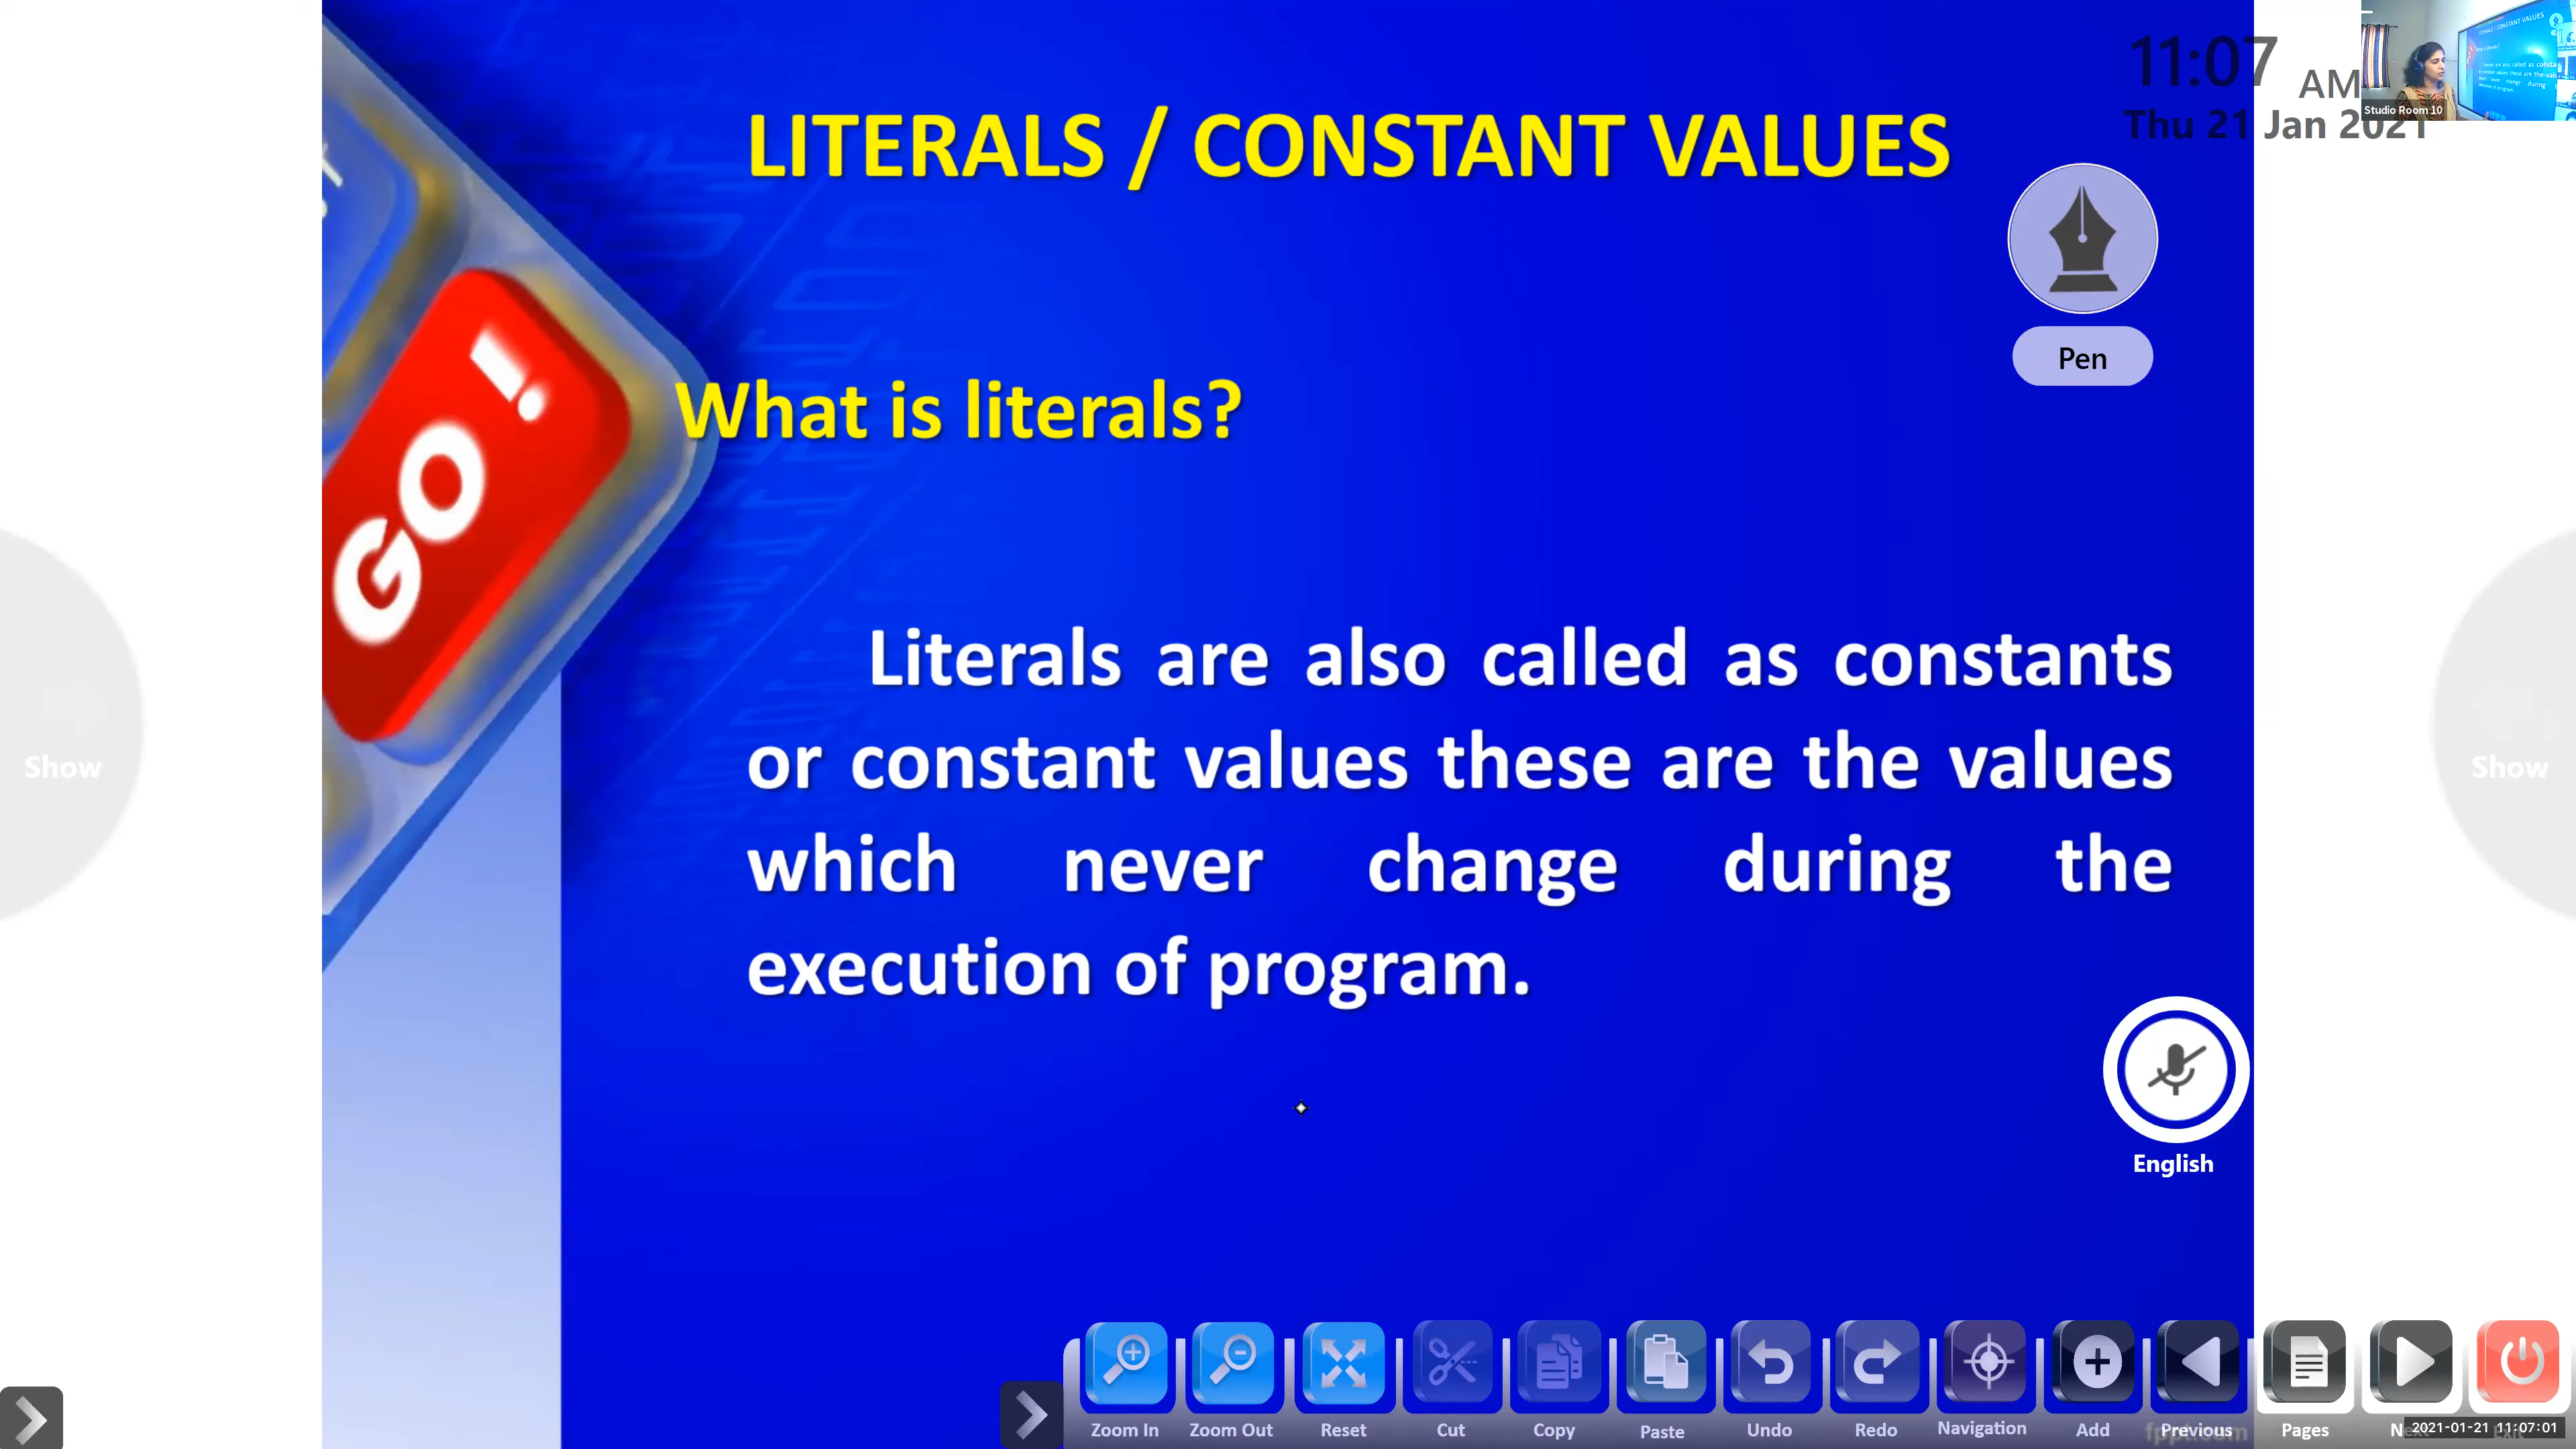 LITERALS / CONSTANT VALUES
11:07
AM
Thu 21 Jan 2021
Studio Room 10
Pen
GO !
What is literals?
Literals are also called as constants
or constant values these are the values
which never change during the
execution of program.
Show
Show
English
Zoom In
Zoom Out
Reset
Cut
Copy
Paste
Undo
Redo
Navigation
Add
Previous
Pages
2021-01-21 11:07:01